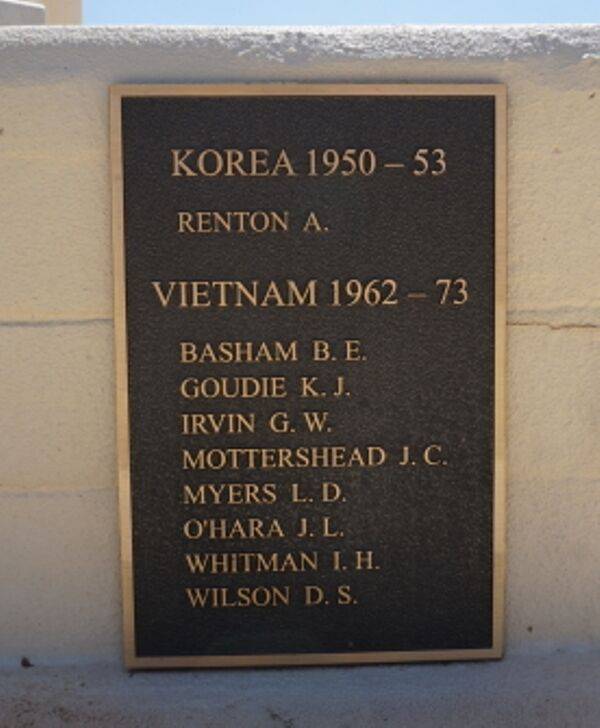 KOREA 1950 – 53
RENTON A.
VIETNAM 1962 – 73
BASHAM B. E.
GOUDIE K. J.
IRVIN G. W.
MOTTERSHEAD J. C.
MYERS L. D.
O'HARA J. L.
WHITMAN I. H.
WILSON D. S.